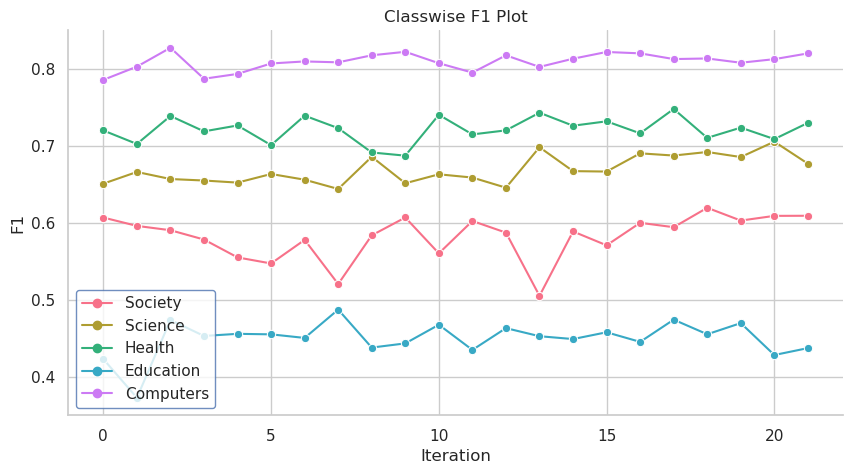 Classwise F1 Plot
F1
0.8
0.7
0.6
0.5
0.4
Society
Science
Health
Education
Computers
0 5 10 15 20
Iteration